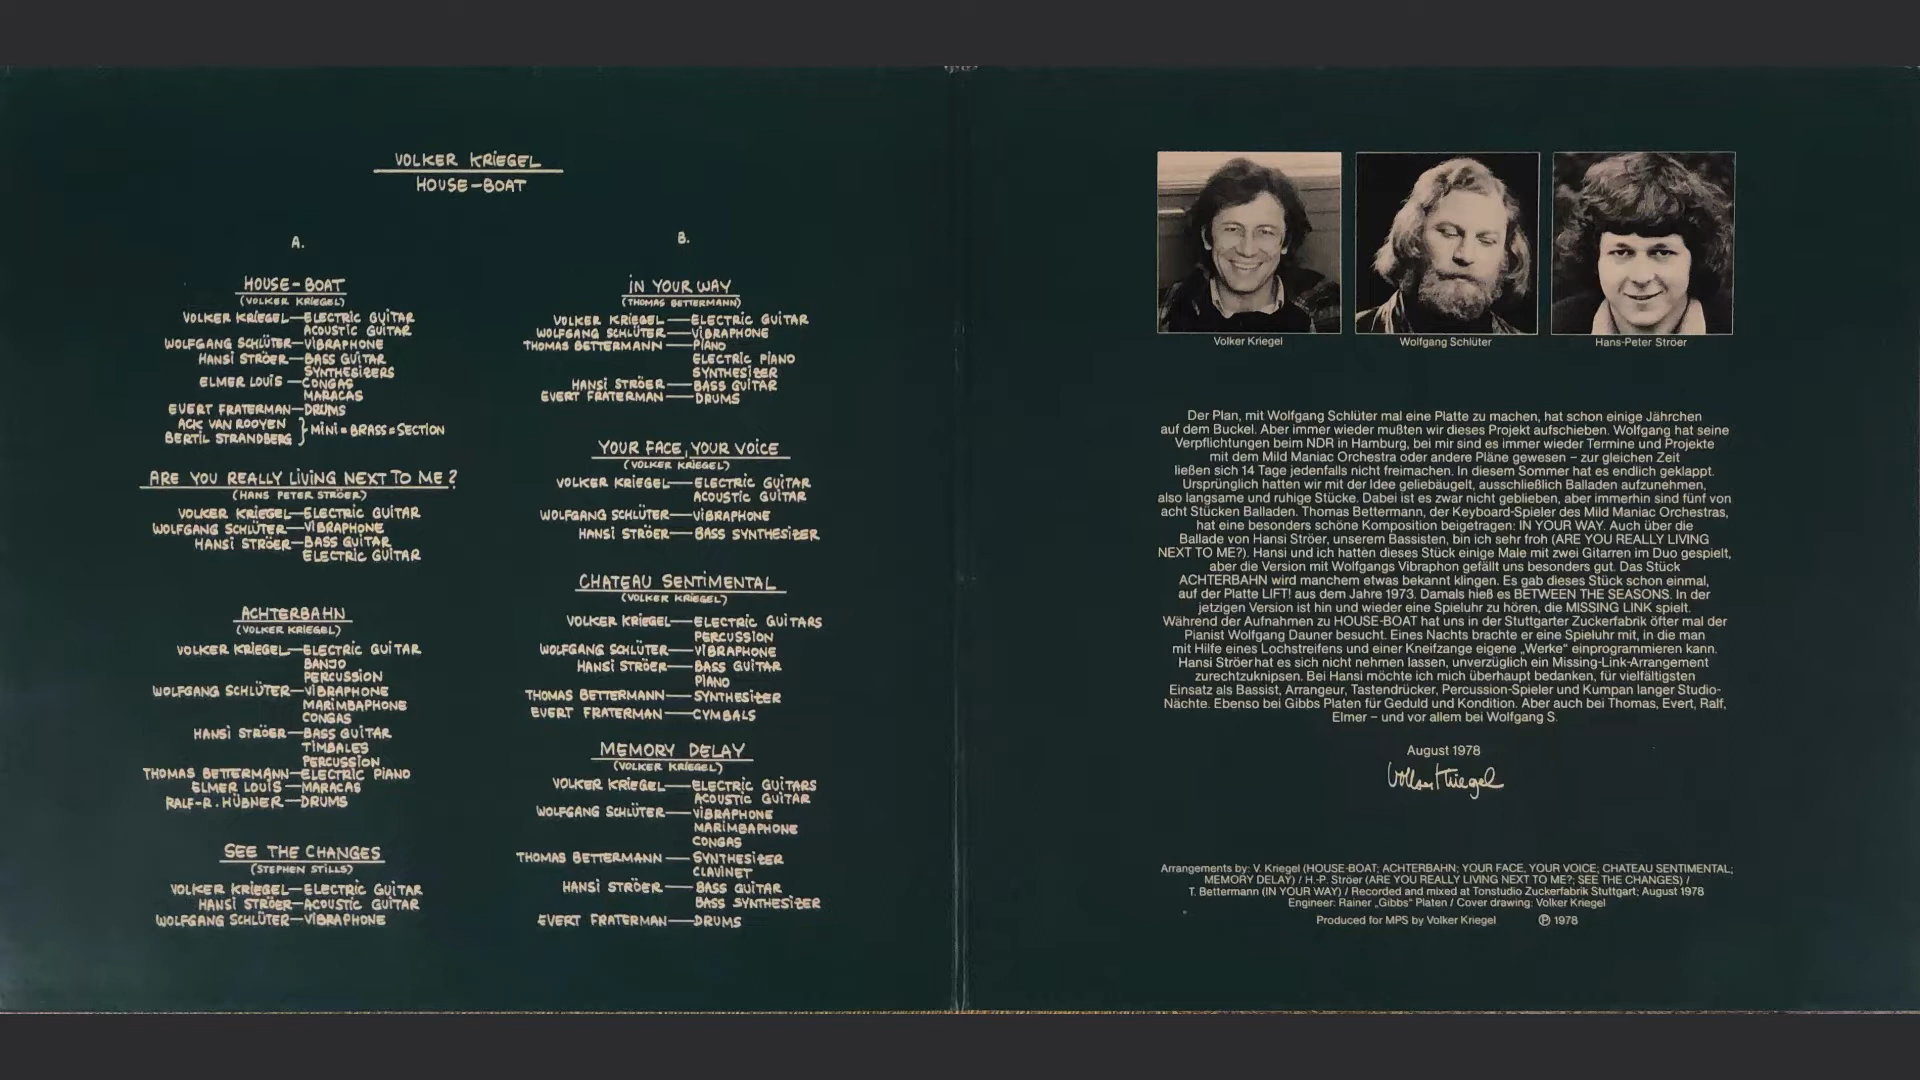 VOLKER KRIEGEL
HOUSE-BOAT
A.
HOUSE-BOAT
(VOLKER KRIEGEL)
VOLKER KRIEGEL—ELECTRIC GUITAR
ACOUSTIC GUITAR
WOLFGANG SCHLÜTER—VIBRAPHONE
HANSI STRÖER—BASS GUITAR
SYNTHESIZERS
ELMER LOUIS—CONGAS
MARACAS
EVERT FRATERMAN—DRUMS
ACK VAN ROOYEN
BERTIL STRANDBERG } MINI=BRASS=SECTION
ARE YOU REALLY LIVING NEXT TO ME?
(HANS PETER STRÖER)
VOLKER KRIEGEL—ELECTRIC GUITAR
WOLFGANG SCHLÜTER—VIBRAPHONE
HANSI STRÖER—BASS GUITAR
ELECTRIC GUITAR
ACHTERBAHN
(VOLKER KRIEGEL)
VOLKER KRIEGEL—ELECTRIC GUITAR
BANJO
PERCUSSION
WOLFGANG SCHLÜTER—VIBRAPHONE
MARIMBAPHONE
CONGAS
HANSI STRÖER—BASS GUITAR
TIMBALES
PERCUSSION
THOMAS BETTERMANN—ELECTRIC PIANO
ELMER LOUIS—MARACAS
RALF-R. HÜBNER—DRUMS
SEE THE CHANGES
(STEPHEN STILLS)
VOLKER KRIEGEL—ELECTRIC GUITAR
HANSI STRÖER—ACOUSTIC GUITAR
WOLFGANG SCHLÜTER—VIBRAPHONE
B.
IN YOUR WAY
(THOMAS BETTERMANN)
VOLKER KRIEGEL—ELECTRIC GUITAR
WOLFGANG SCHLÜTER—VIBRAPHONE
THOMAS BETTERMANN—PIANO
ELECTRIC PIANO
SYNTHESIZER
HANSI STRÖER—BASS GUITAR
EVERT FRATERMAN—DRUMS
YOUR FACE, YOUR VOICE
(VOLKER KRIEGEL)
VOLKER KRIEGEL—ELECTRIC GUITAR
ACOUSTIC GUITAR
WOLFGANG SCHLÜTER—VIBRAPHONE
HANSI STRÖER—BASS SYNTHESIZER
CHATEAU SENTIMENTAL
(VOLKER KRIEGEL)
VOLKER KRIEGEL—ELECTRIC GUITARS
PERCUSSION
WOLFGANG SCHLÜTER—VIBRAPHONE
HANSI STRÖER—BASS GUITAR
PIANO
THOMAS BETTERMANN—SYNTHESIZER
EVERT FRATERMAN—CYMBALS
MEMORY DELAY
(VOLKER KRIEGEL)
VOLKER KRIEGEL—ELECTRIC GUITARS
ACOUSTIC GUITAR
WOLFGANG SCHLÜTER—VIBRAPHONE
MARIMBAPHONE
CONGAS
THOMAS BETTERMANN—SYNTHESIZER
CLAVINET
HANSI STRÖER—BASS GUITAR
BASS SYNTHESIZER
EVERT FRATERMAN—DRUMS
Volker Kriegel
Wolfgang Schlüter
Hans-Peter Ströer
Der Plan, mit Wolfgang Schlüter mal eine Platte zu machen, hat schon einige Jährchen
auf dem Buckel. Aber immer wieder mußten wir dieses Projekt aufschieben. Wolfgang hat seine
Verpflichtungen beim NDR in Hamburg, bei mir sind es immer wieder Termine und Projekte
mit dem Mild Maniac Orchestra oder andere Pläne gewesen – zur gleichen Zeit
ließen sich 14 Tage jedenfalls nicht freimachen. In diesem Sommer hat es endlich geklappt.
Ursprünglich hatten wir mit der Idee geliebäugelt, ausschließlich Balladen aufzunehmen,
also langsame und ruhige Stücke. Dabei ist es zwar nicht geblieben, aber immerhin sind fünf von
acht Stücken Balladen. Thomas Bettermann, der Keyboard-Spieler des Mild Maniac Orchestras,
hat eine besonders schöne Komposition beigetragen: IN YOUR WAY. Auch über die
Ballade von Hansi Ströer, unserem Bassisten, bin ich sehr froh (ARE YOU REALLY LIVING
NEXT TO ME?). Hansi und ich hatten dieses Stück einige Male mit zwei Gitarren im Duo gespielt,
aber die Version mit Wolfgangs Vibraphon gefällt uns besonders gut. Das Stück
ACHTERBAHN wird manchem etwas bekannt klingen. Es gab dieses Stück schon einmal,
auf der Platte LIFT! aus dem Jahre 1973. Damals hieß es BETWEEN THE SEASONS. In der
jetzigen Version ist hin und wieder eine Spieluhr zu hören, die MISSING LINK spielt.
Während der Aufnahmen zu HOUSE-BOAT hat uns in der Stuttgarter Zuckerfabrik öfter mal der
Pianist Wolfgang Dauner besucht. Eines Nachts brachte er eine Spieluhr mit, in die man
mit Hilfe eines Lochstreifens und einer Kneifzange eigene „Werke“ einprogrammieren kann.
Hansi Ströer hat es sich nicht nehmen lassen, unverzüglich ein Missing-Link-Arrangement
zurechtzuknipsen. Bei Hansi möchte ich mich überhaupt bedanken, für vielfältigsten
Einsatz als Bassist, Arrangeur, Tastendrücker, Percussion-Spieler und Kumpan langer Studio-
Nächte. Ebenso bei Gibbs Platen für Geduld und Kondition. Aber auch bei Thomas, Evert, Ralf,
Elmer – und vor allem bei Wolfgang S.
August 1978
Volker Kriegel
Arrangements by: V. Kriegel (HOUSE-BOAT; ACHTERBAHN; YOUR FACE, YOUR VOICE; CHATEAU SENTIMENTAL;
MEMORY DELAY) / H.-P. Ströer (ARE YOU REALLY LIVING NEXT TO ME?; SEE THE CHANGES) /
T. Bettermann (IN YOUR WAY) / Recorded and mixed at Tonstudio Zuckerfabrik Stuttgart; August 1978
Engineer: Rainer „Gibbs“ Platen / Cover drawing: Volker Kriegel
Produced for MPS by Volker Kriegel ℗ 1978